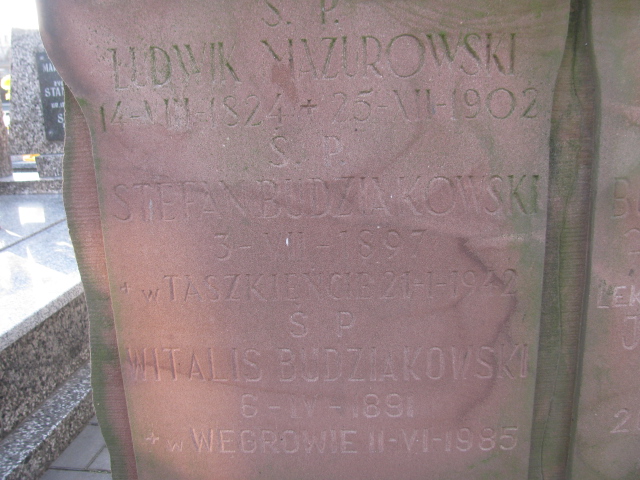 Ś. P.
LUDWIK MAZUROWSKI
14-VIII-1824 + 25-XII-1902
Ś. P.
STEFAN BUDZIAKOWSKI
3-VII-1897
+ w TASZKIENCIE 21-I-1942
Ś P
WITALIS BUDZIAKOWSKI
6-IV-1891
+ w WĘGROWIE 11-VI-1985